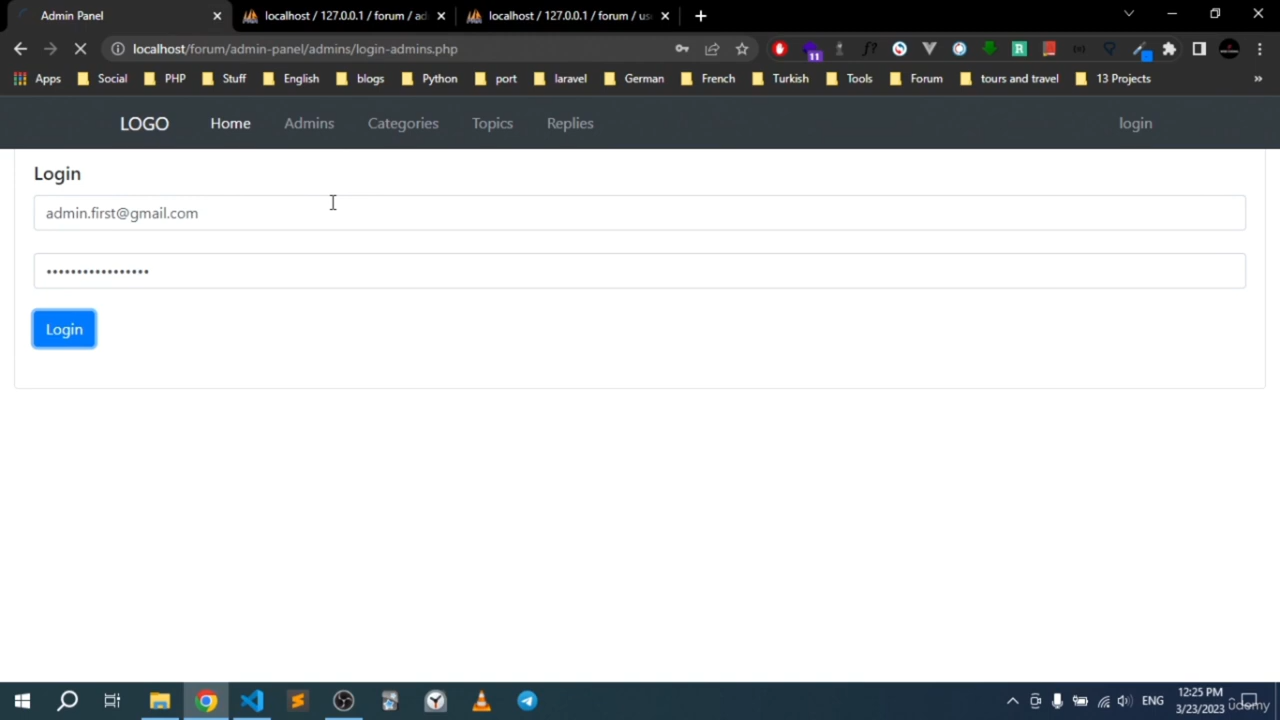 Admin Panel
localhost / 127.0.0.1 / forum / ad
localhost / 127.0.0.1 / forum / us
localhost/forum/admin-panel/admins/login-admins.php
11
Apps Social PHP Stuff English blogs Python port laravel German French Turkish Tools Forum tours and travel 13 Projects »
LOGO Home Admins Categories Topics Replies login
Login
admin.first@gmail.com
•••••••••••••••••
Login
ENG
12:25 PM
3/23/2023
udemy